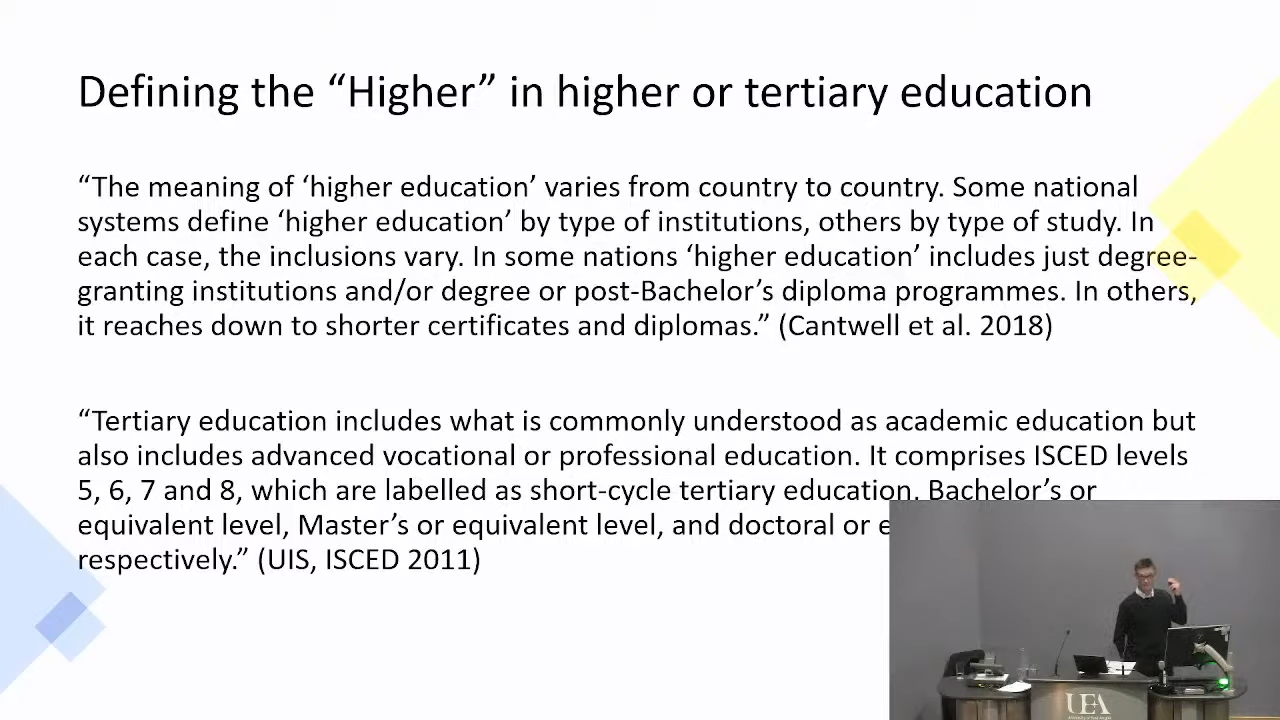 Defining the “Higher” in higher or tertiary education
“The meaning of ‘higher education’ varies from country to country. Some national
systems define ‘higher education’ by type of institutions, others by type of study. In
each case, the inclusions vary. In some nations ‘higher education’ includes just degree-
granting institutions and/or degree or post-Bachelor’s diploma programmes. In others,
it reaches down to shorter certificates and diplomas.” (Cantwell et al. 2018)
“Tertiary education includes what is commonly understood as academic education but
also includes advanced vocational or professional education. It comprises ISCED levels
5, 6, 7 and 8, which are labelled as short-cycle tertiary education, Bachelor’s or
equivalent level, Master’s or equivalent level, and doctoral or
respectively.” (UIS, ISCED 2011)
UEA